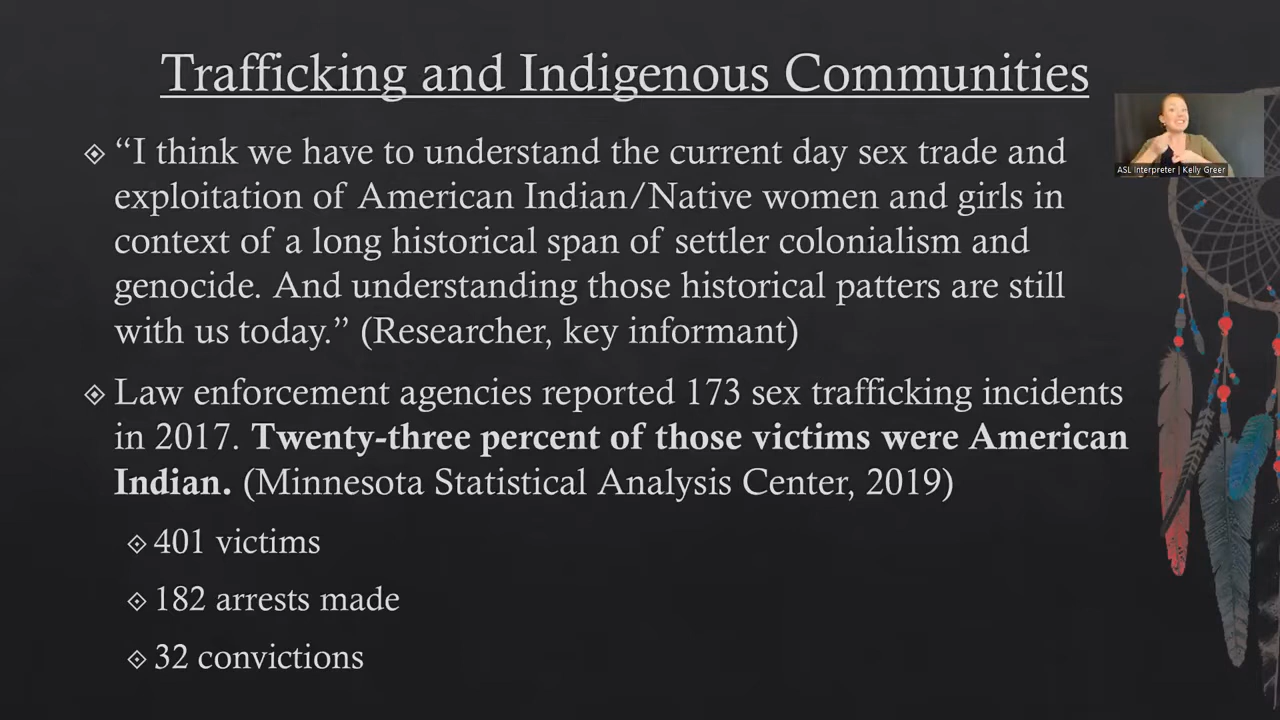 Trafficking and Indigenous Communities
“I think we have to understand the current day sex trade and
exploitation of American Indian/Native women and girls in
context of a long historical span of settler colonialism and
genocide. And understanding those historical patters are still
with us today.” (Researcher, key informant)
Law enforcement agencies reported 173 sex trafficking incidents
in 2017. Twenty-three percent of those victims were American
Indian. (Minnesota Statistical Analysis Center, 2019)
401 victims
182 arrests made
32 convictions
ASL Interpreter | Kelly Greer